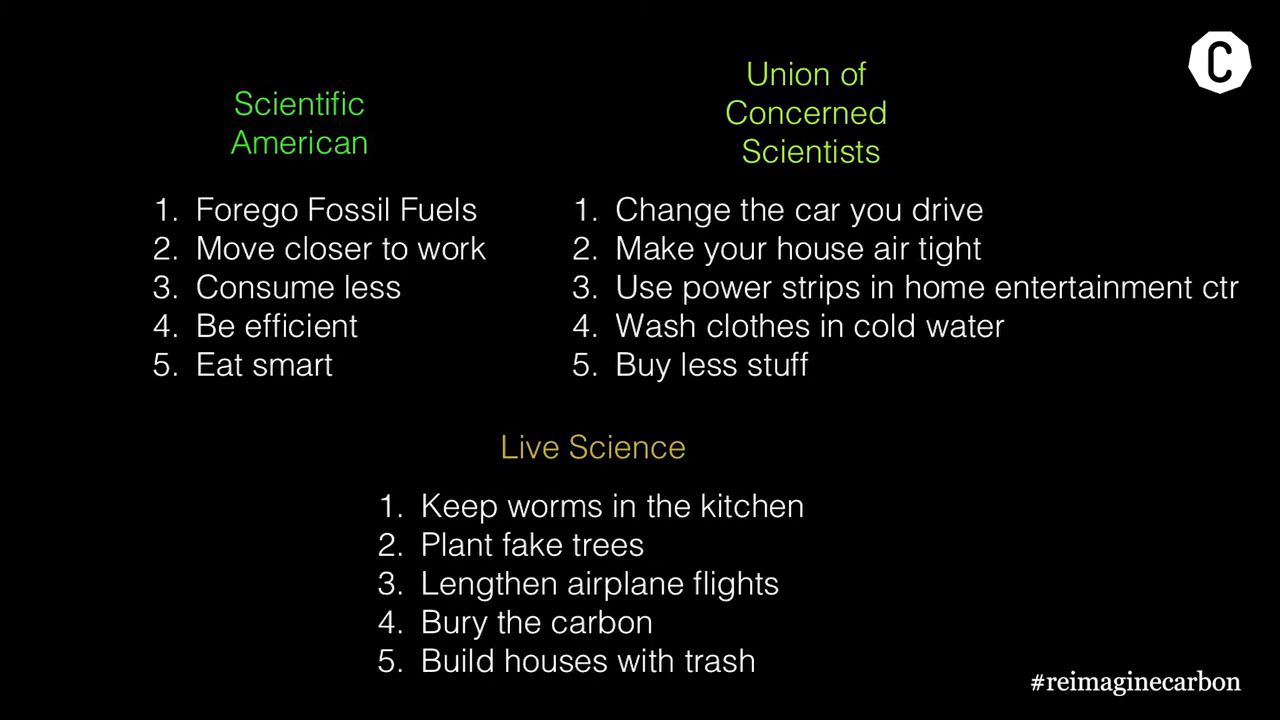 C
Scientific
American
1. Forego Fossil Fuels
2. Move closer to work
3. Consume less
4. Be efficient
5. Eat smart
Union of
Concerned
Scientists
1. Change the car you drive
2. Make your house air tight
3. Use power strips in home entertainment ctr
4. Wash clothes in cold water
5. Buy less stuff
Live Science
1. Keep worms in the kitchen
2. Plant fake trees
3. Lengthen airplane flights
4. Bury the carbon
5. Build houses with trash
#reimaginecarbon